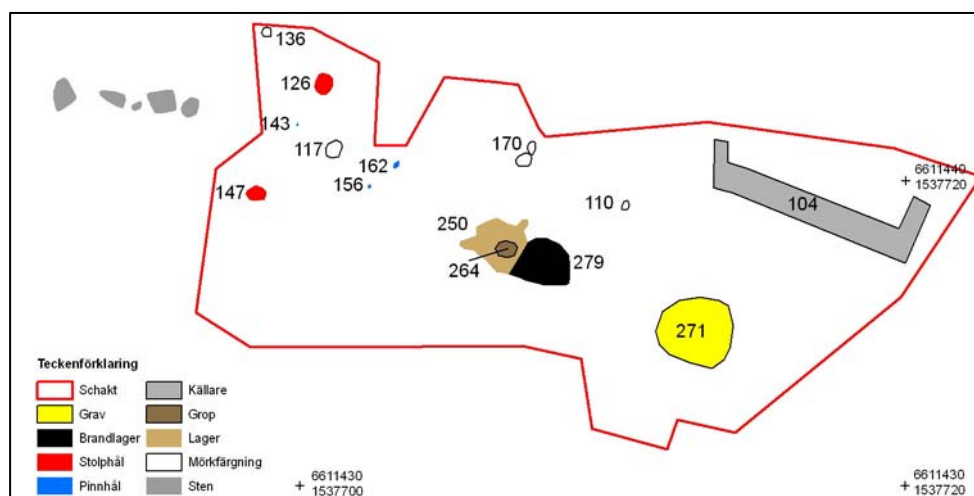 136
126
143
117
170
162
156
147
110
6611440
+ 1537720
104
250
264
279
271
Teckenförklaring
Schakt
Källare
Grav
Grop
Brandlager
Lager
Stolphål
Mörkfärgning
Pinnhål
Sten
6611430
+ 1537700
6611430
+ 1537720